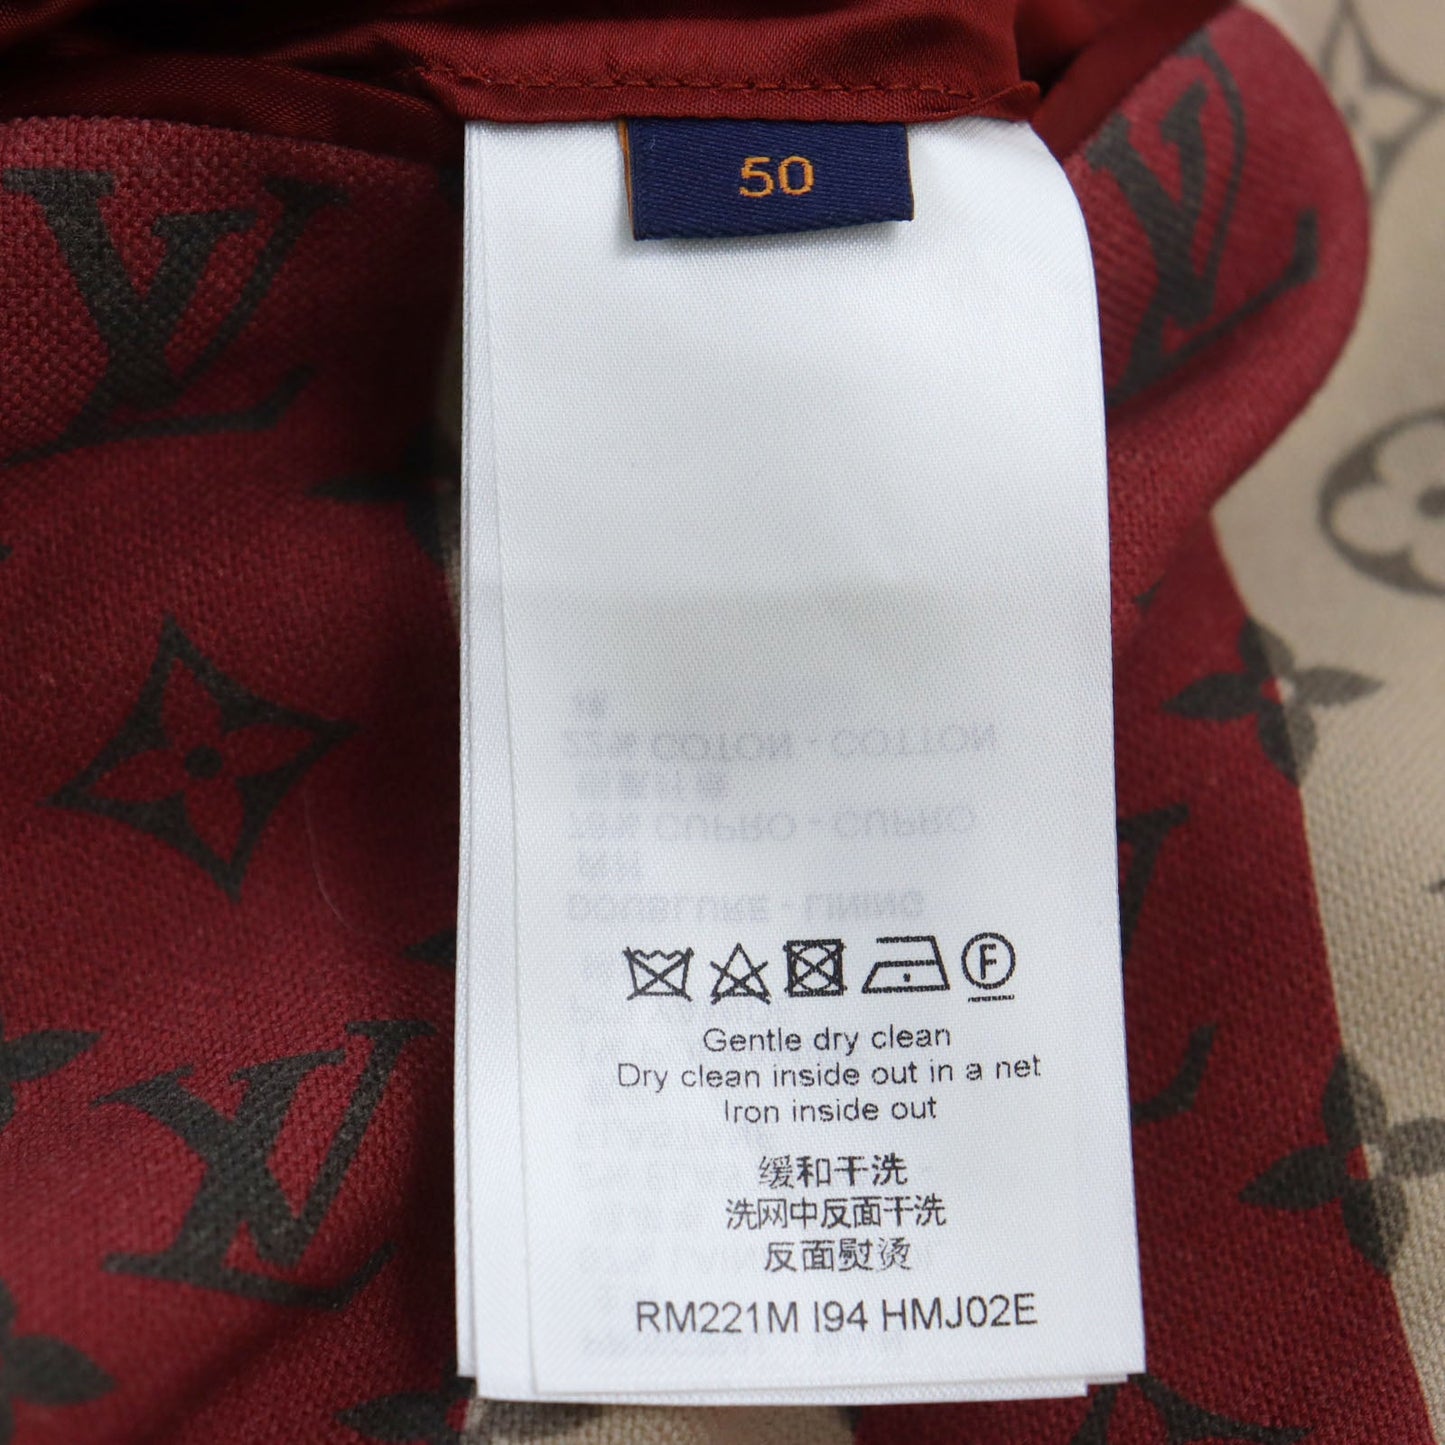 50
Gentle dry clean
Dry clean inside out in a net
Iron inside out
缓和干洗
洗网中反面干洗
反面熨烫
RM221M I94 HMJ02E